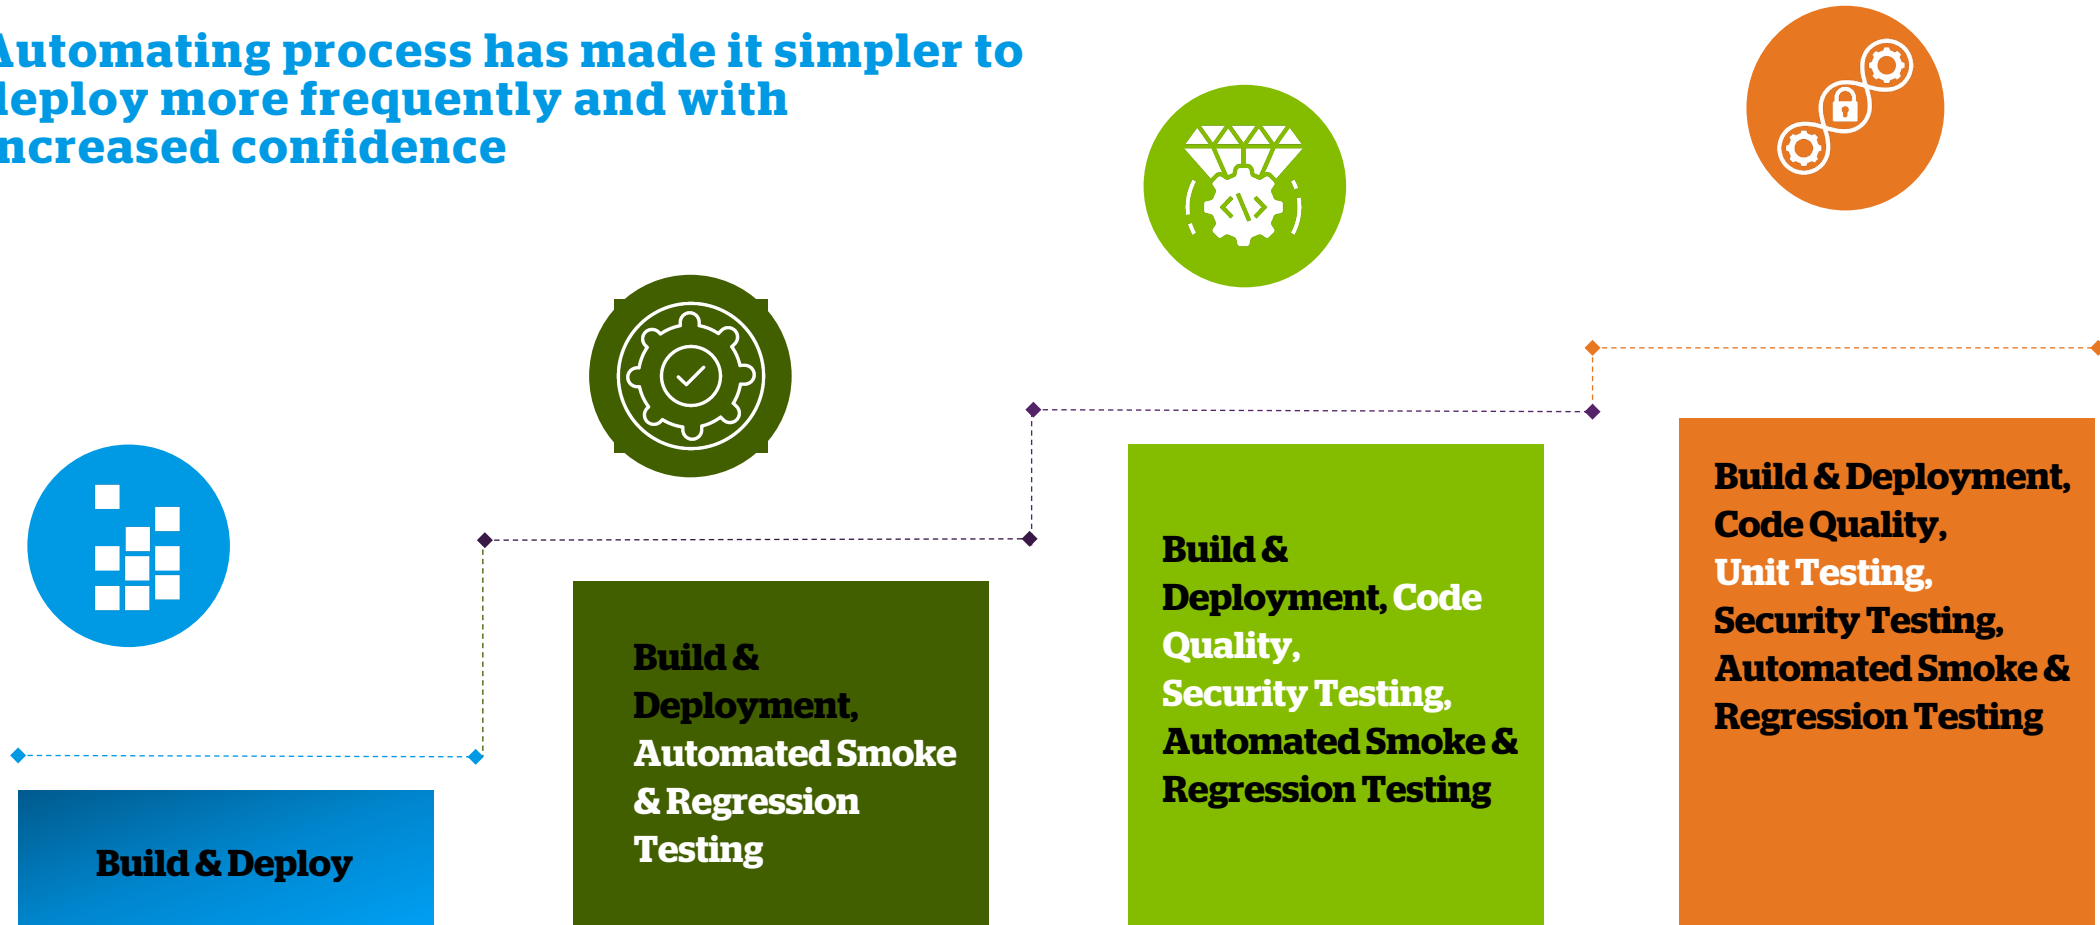 Automating process has made it simpler to
deploy more frequently and with
increased confidence
Build & Deploy
Build &
Deployment,
Automated Smoke
& Regression
Testing
Build &
Deployment, Code
Quality,
Security Testing,
Automated Smoke &
Regression Testing
Build & Deployment,
Code Quality,
Unit Testing,
Security Testing,
Automated Smoke &
Regression Testing